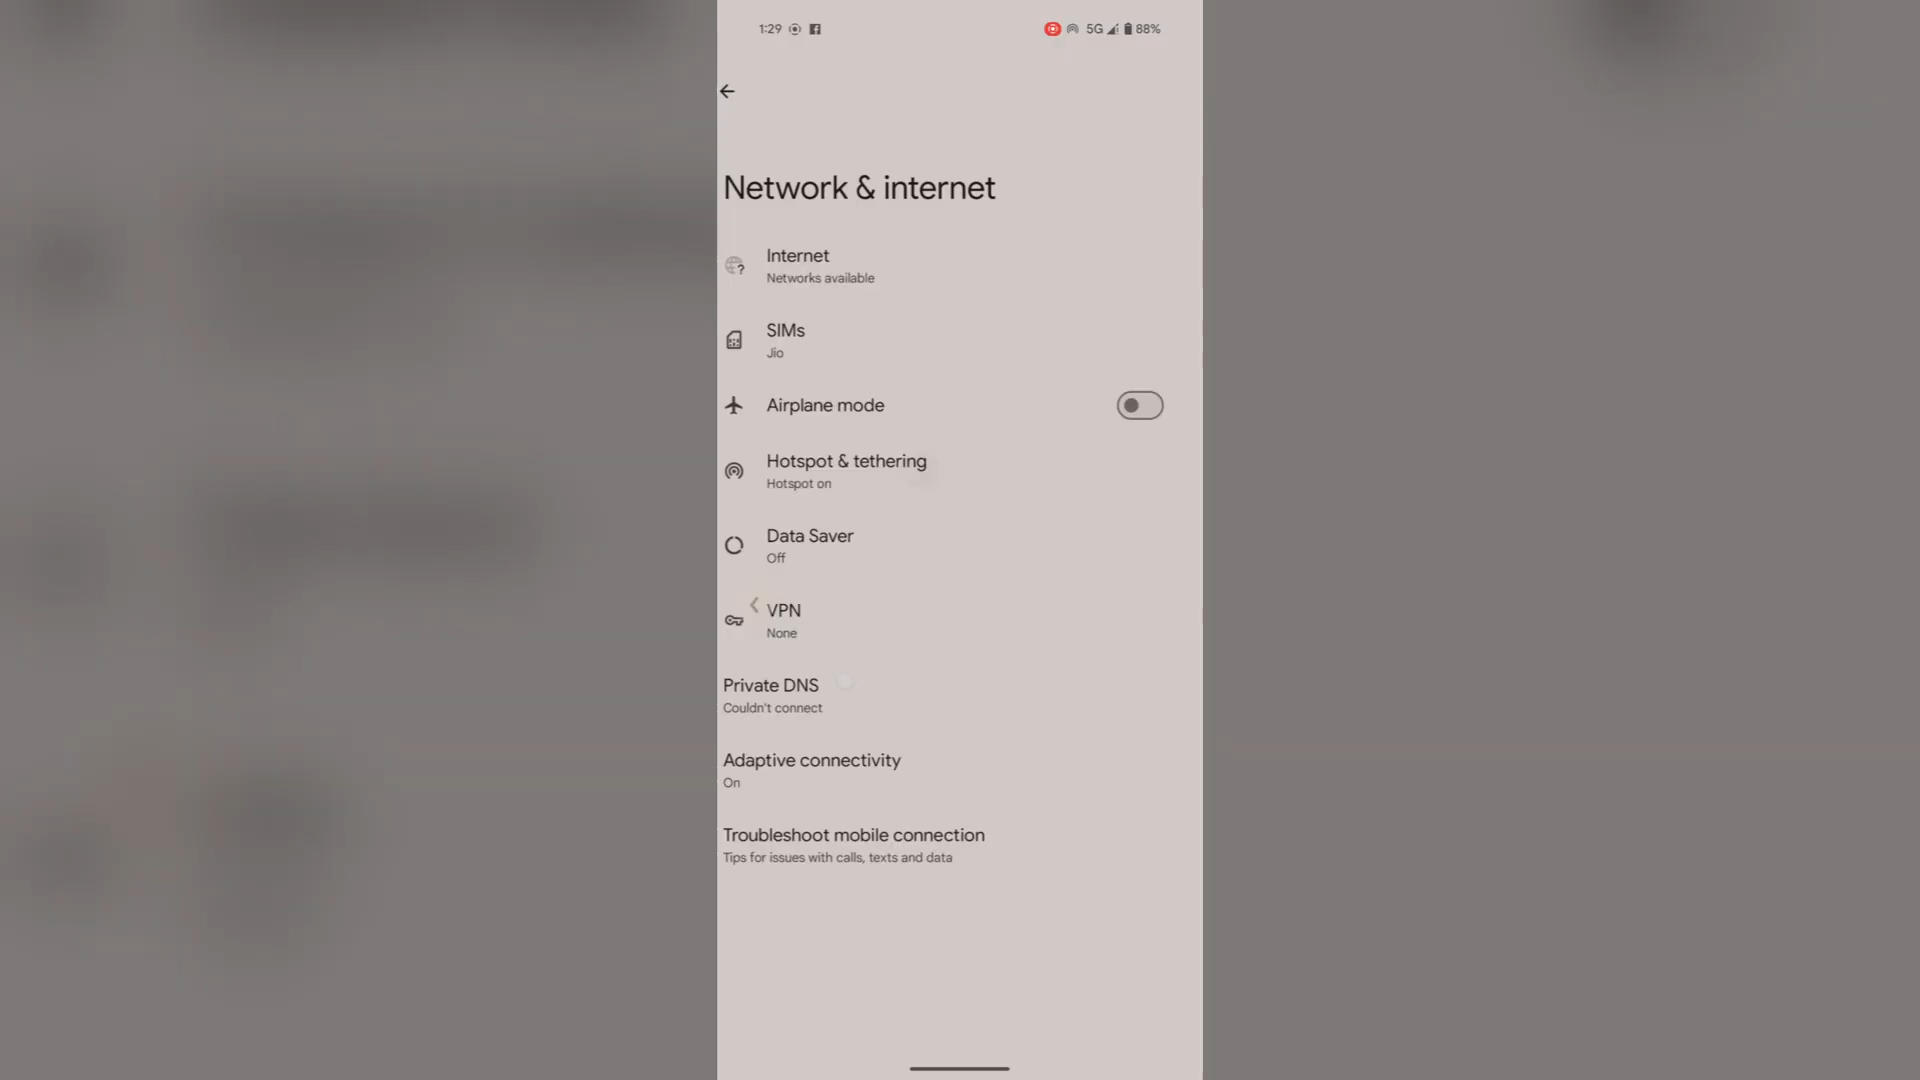 1:29 5G 88%
Network & internet
Internet
Networks available
SIMs
Jio
Airplane mode
Hotspot & tethering
Hotspot on
Data Saver
Off
VPN
None
Private DNS
Couldn't connect
Adaptive connectivity
On
Troubleshoot mobile connection
Tips for issues with calls, texts and data